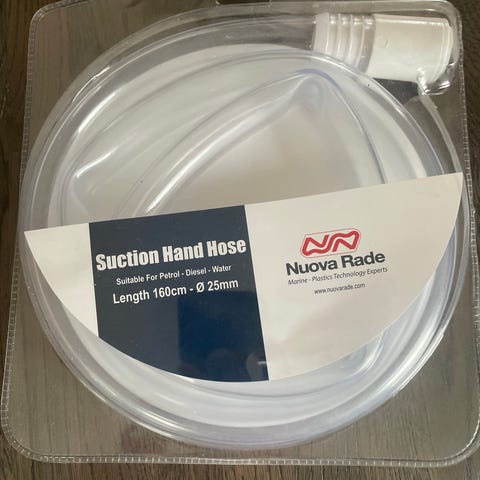 Suction Hand Hose
Suitable For Petrol - Diesel - Water
Length 160cm - Ø 25mm
Nuova Rade
Marine - Plastics Technology Experts
www.nuovarade.com